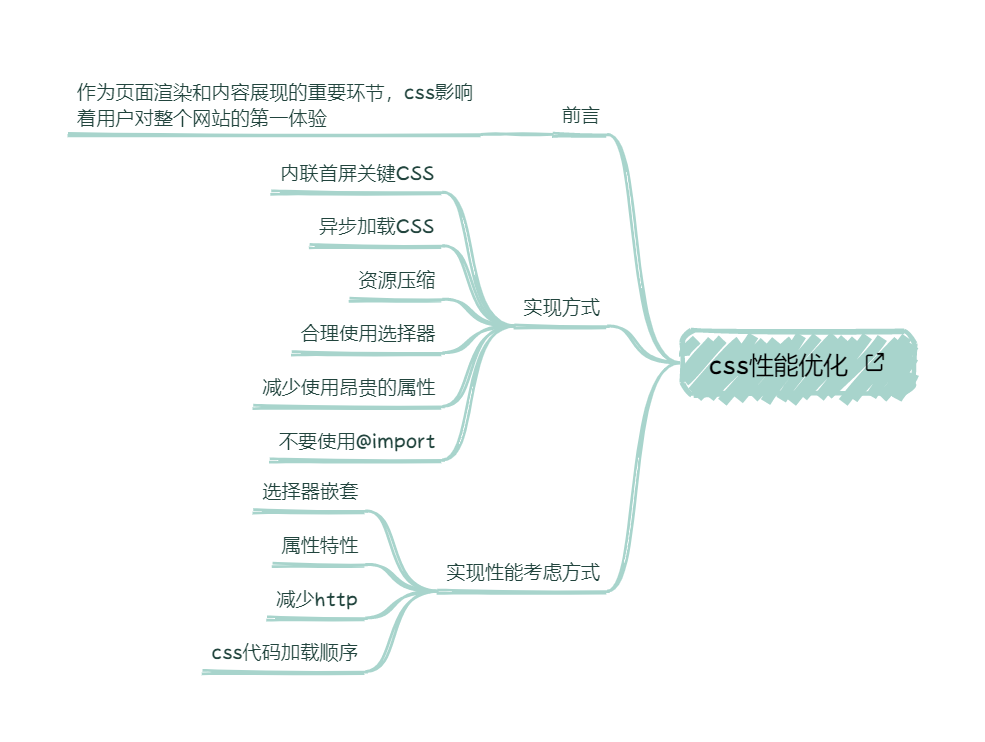 css性能优化
前言
作为页面渲染和内容展现的重要环节，css影响
着用户对整个网站的第一体验
实现方式
内联首屏关键CSS
异步加载CSS
资源压缩
合理使用选择器
减少使用昂贵的属性
不要使用@import
实现性能考虑方式
选择器嵌套
属性特性
减少http
css代码加载顺序